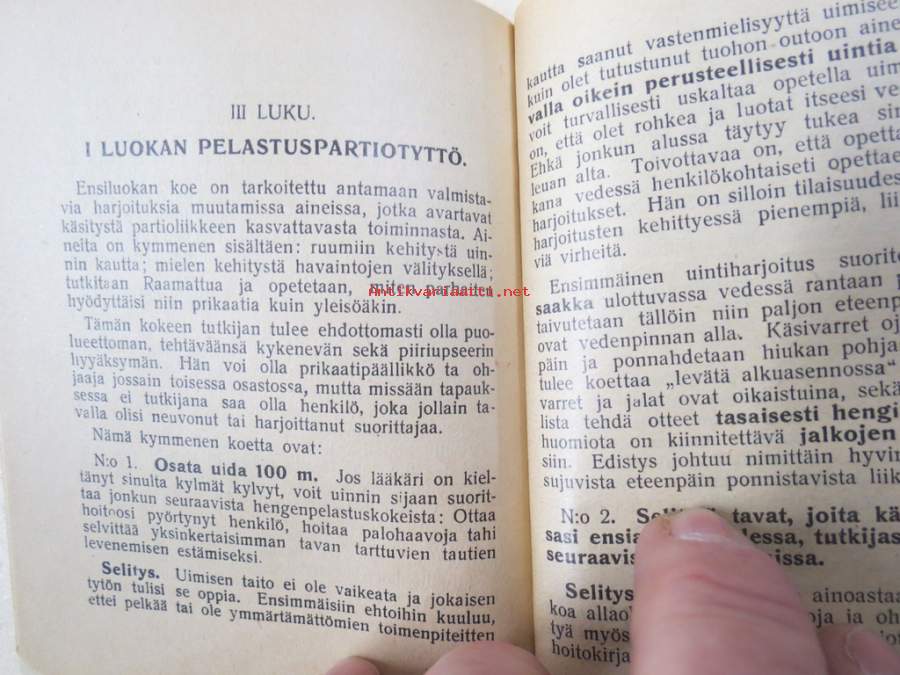 III LUKU.
I LUOKAN PELASTUSPARTIOTYTTÖ.
Ensiluokan koe on tarkoitettu antamaan valmista-
via harjoituksia muutamissa aineissa, jotka avartavat
käsitystä partioliikkeen kasvattavasta toiminnasta. Ai-
neita on kymmenen sisältäen: ruumiin kehitystä uin-
nin kautta; mielen kehitystä havaintojen välityksellä;
tutkitaan Raamattua ja opetetaan, miten parhaiten
hyödyttäisi niin prikaatia kuin yleisöäkin.
Tämän kokeen tutkijan tulee ehdottomasti olla puo-
lueettoman, tehtäväänsä kykenevän sekä piiriupseerin
hyyäksymän. Hän voi olla prikaatipäällikkö ta oh-
jaaja jossain toisessa osastossa, mutta missään tapauk-
sessa ei tutkijana saa olla henkilö, joka jollain ta-
valla olisi neuvonut tai harjoittanut suorittajaa.
Nämä kymmenen koetta ovat:
N:o 1. Osata uida 100 m. Jos lääkäri on kiel-
tänyt sinulta kylmät kylvyt, voit uinnin sijaan suorit-
taa jonkun seuraavista hengenpelastuskokeista: Ottaa
hoitoosi pyörtynyt henkilö, hoitaa palohaavoja tahi
selvittää yksinkertaisimman tavan tarttuvien tautien
levenemisen estämiseksi.
Selitys. Uimisen taito ei ole vaikeata ja jokaisen
tytön tulisi se oppia. Ensimmäisiin ehtoihin kuuluu,
ettei pelkää tai ole ymmärtämättömien toimenpiteitten
kautta saanut vastenmielisyyttä uimisee
kuin olet tutustunut tuohon outoon aine
valla oikein perusteellisesti uintia
voit turvallisesti uskaltaa opetella uim
on, että olet rohkea ja luotat itseesi ve
Ehkä jonkun alussa täytyy tukea sin
leuan alta. Toivottavaa on, että opetta
kana vedessä henkilökohtaiseti opettae
harjoitukset. Hän on silloin tilaisuudes
harjoitusten kehittyessä pienempiä, lii
viä virheitä.
Ensimmäinen uintiharjoitus suorite
saakka ulottuvassa vedessä rantaan p
taivutetaan tällöin niin paljon eteenp
ovat vedenpinnan alla. Käsivarret oj
päin ja ponnahdetaan hiukan pohja
tulee koettaa „levätä alkuasennossa"
varret ja jalat ovat oikaistuina, sekä
lista tehdä otteet tasaisesti hengi
huomiota on kiinnitettävä jalkojen
siin. Edistys johtuu nimittäin hyvin
sujuvista eteenpäin ponnistavista liik
N:o 2. tavat, joita kä
sasi ensia dessa, tutkijas
seuraavis issa.
Selitys ainoastaa
koa allaol oja ja oh
tyä myös
hoitokirja
Antikvariaatti.net